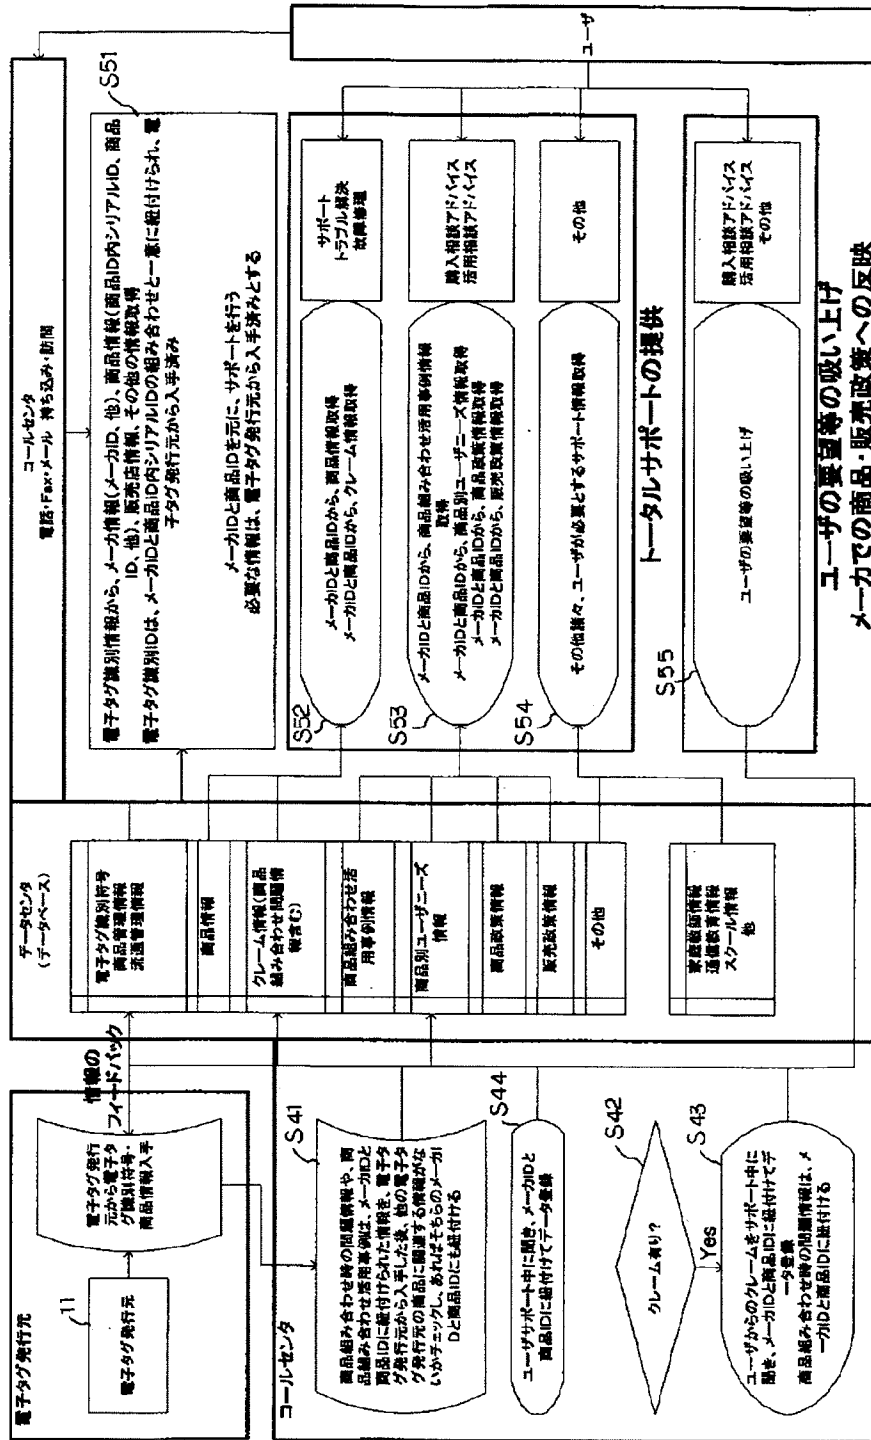 電子タグ発行元
11
電子タグ発行元
電子タグ発行
元から電子タ
グ識別符号・
商品情報入手
情報の
フィードバック
コールセンタ
S41
商品組み合わせ時の問題情報や、商
品組み合わせ活用事例は、メーカIDと
商品IDに紐付けられた情報を、電子タ
グ発行元から入手した後、他の電子タ
グ発行元の商品に関連する情報がな
いかチェックし、あればそちらのメーカI
Dと商品IDにも紐付ける
S44
ユーザサポート中に聞き、メーカIDと
商品IDに紐付けてデータ登録
S42
クレーム有り?
Yes
S43
ユーザからのクレームをサポート中に
聞き、メーカIDと商品IDに紐付けてデ
ータ登録
商品組み合わせ時の問題情報は、メ
ーカIDと商品IDに紐付ける
データセンタ
(データベース)
電子タグ識別符号
商品管理情報
流通管理情報
商品情報
クレーム情報(商品
組み合わせ問題情
報含む)
商品組み合わせ活
用事例情報
商品別ユーザニーズ
情報
商品政策情報
販売政策情報
その他
家庭教師情報
通信教育情報
スクール情報
他
コールセンタ
電話・Fax・メール 持ち込み・訪問
S51
電子タグ識別情報から、メーカ情報(メーカID、他)、商品情報(商品ID内シリアルID、商品
ID、他)、販売店情報、その他の情報取得
電子タグ識別IDは、メーカIDと商品ID内シリアルIDの組み合わせと一意に紐付けられ、電
子タグ発行元から入手済み
メーカIDと商品IDを元に、サポートを行う
必要な情報は、電子タグ発行元から入手済みとする
S52
メーカIDと商品IDから、商品情報取得
メーカIDと商品IDから、クレーム情報取得
サポート
トラブル解決
故障修理
S53
メーカIDと商品IDから、商品組み合わせ活用事例情報
取得
メーカIDと商品IDから、商品別ユーザニーズ情報取得
メーカIDと商品IDから、商品政策情報取得
メーカIDと商品IDから、販売政策情報取得
購入相談アドバイス
活用相談アドバイス
S54
その他諸々、ユーザが必要とするサポート情報取得
その他
トータルサポートの提供
S55
ユーザの要望等の吸い上げ
購入相談アドバイス
活用相談アドバイス
その他
ユーザの要望等の吸い上げ
メーカでの商品・販売政策への反映
ユーザ